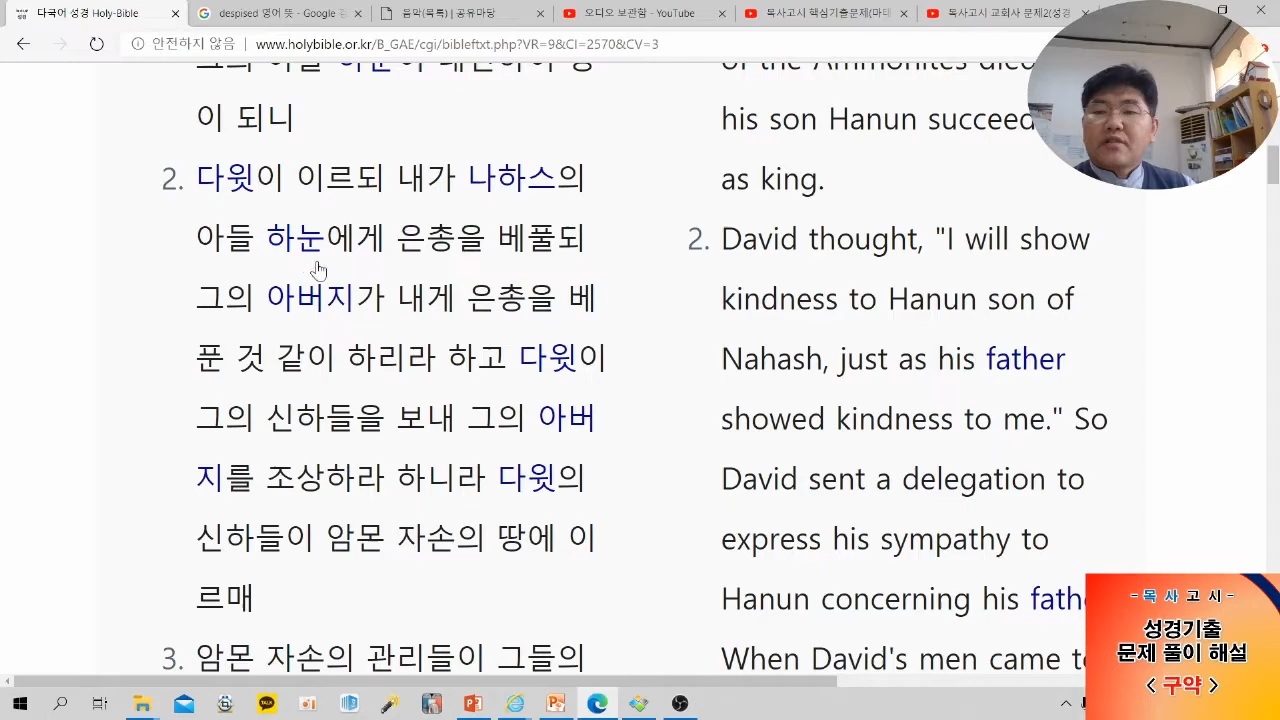 다국어 성경 Holy-Bible
despised 영어 뜻 - Google
음악(목록) | 공유마당
오디오 보관함 - YouTube
목사고시 핵심기출문제(마태
목사고시 교회사 문제2(성경
안전하지 않음 | www.holybible.or.kr/B_GAE/cgi/bibleftxt.php?VR=9&CI=2570&CV=3
이 되니
2. 다윗이 이르되 내가 나하스의
아들 하눈에게 은총을 베풀되
그의 아버지가 내게 은총을 베
푼 것 같이 하리라 하고 다윗이
그의 신하들을 보내 그의 아버
지를 조상하라 하니라 다윗의
신하들이 암몬 자손의 땅에 이
르매
3. 암몬 자손의 관리들이 그들의
of the Ammonites
his son Hanun succeed
as king.
2. David thought, "I will show
kindness to Hanun son of
Nahash, just as his father
showed kindness to me." So
David sent a delegation to
express his sympathy to
Hanun concerning his fath
When David's men came
- 목 사 고 시 -
성경기출
문제 풀이 해설
< 구약 >